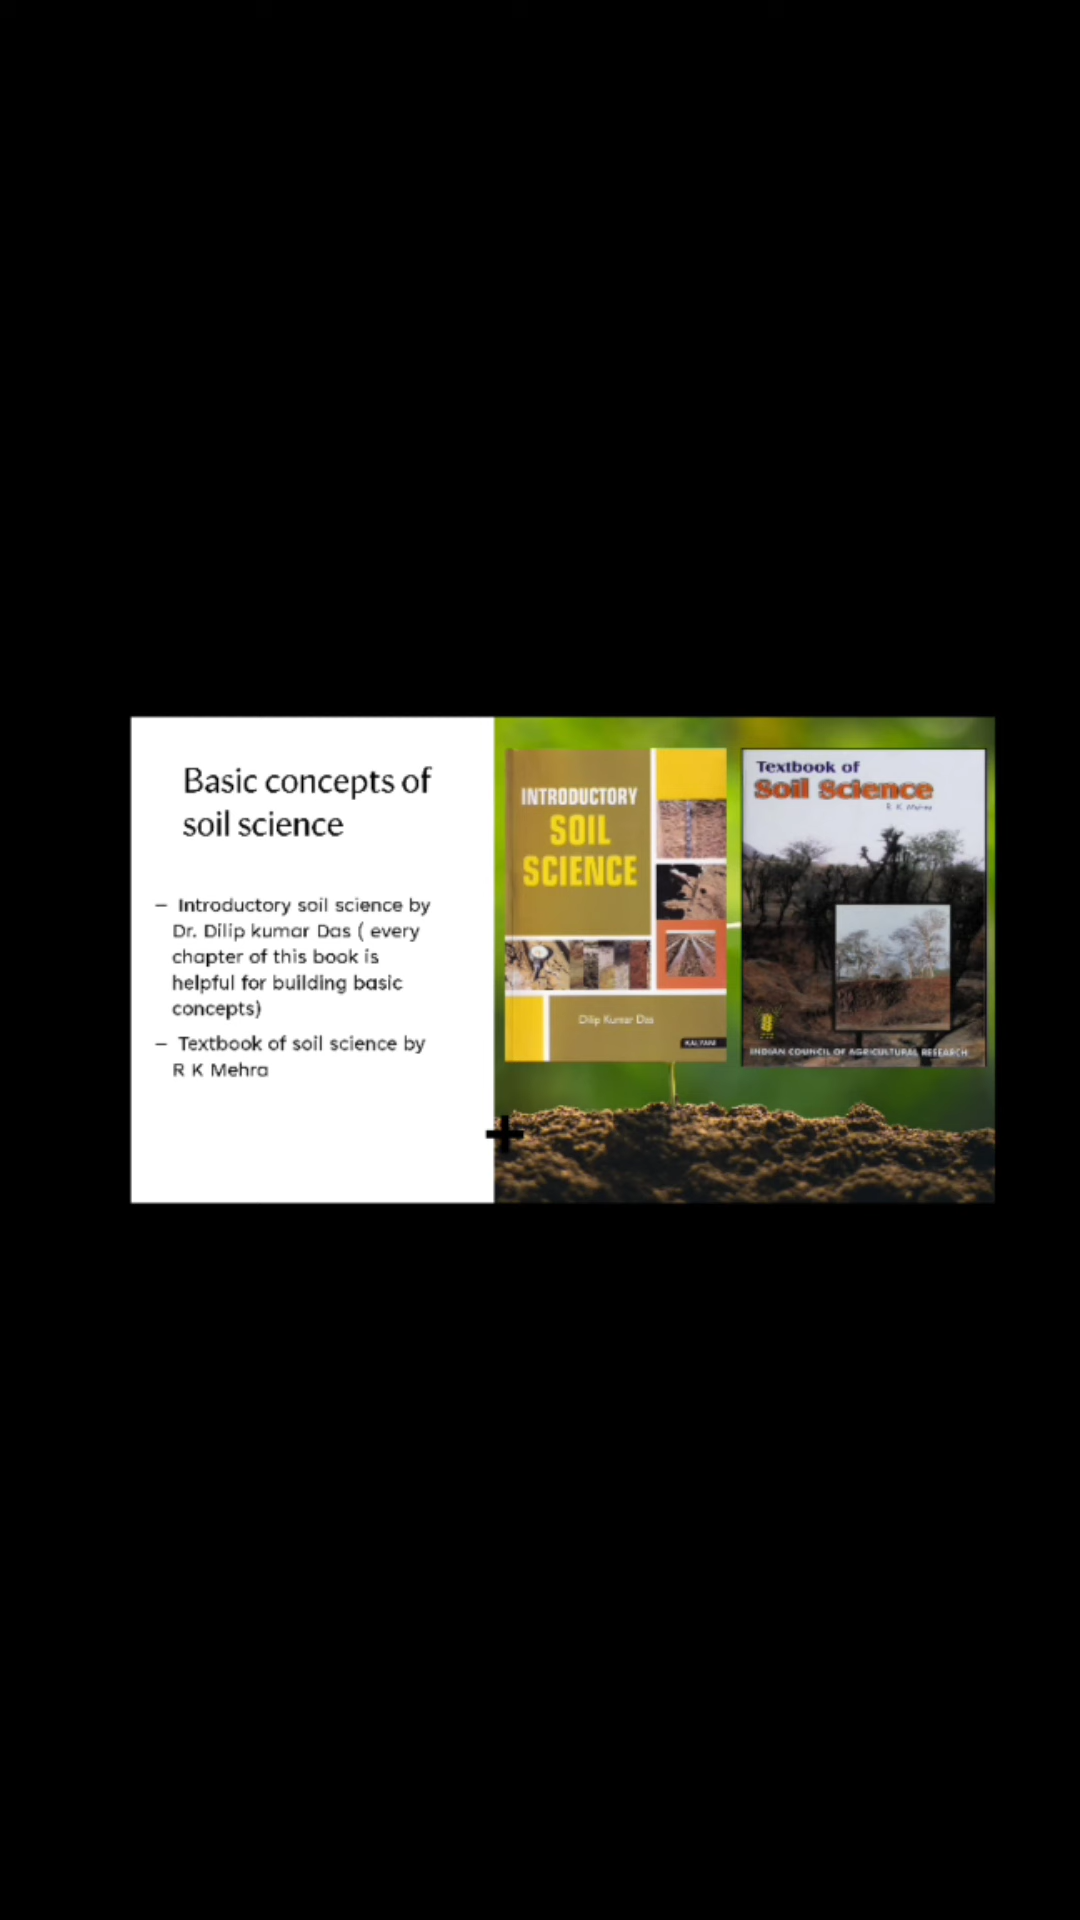 Basic concepts of
soil science
– Introductory soil science by
Dr. Dilip kumar Das ( every
chapter of this book is
helpful for building basic
concepts)
– Textbook of soil science by
R K Mehra
INTRODUCTORY
SOIL
SCIENCE
Dilip Kumar Das
KALYANI
Textbook of
Soil Science
R. K. Mehra
INDIAN COUNCIL OF AGRICULTURAL RESEARCH